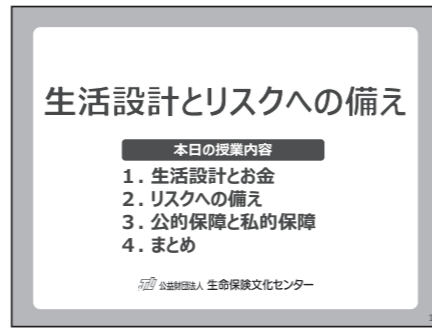 生活設計とリスクへの備え
本日の授業内容
1．生活設計とお金
2．リスクへの備え
3．公的保障と私的保障
4．まとめ
公益財団法人 生命保険文化センター
1